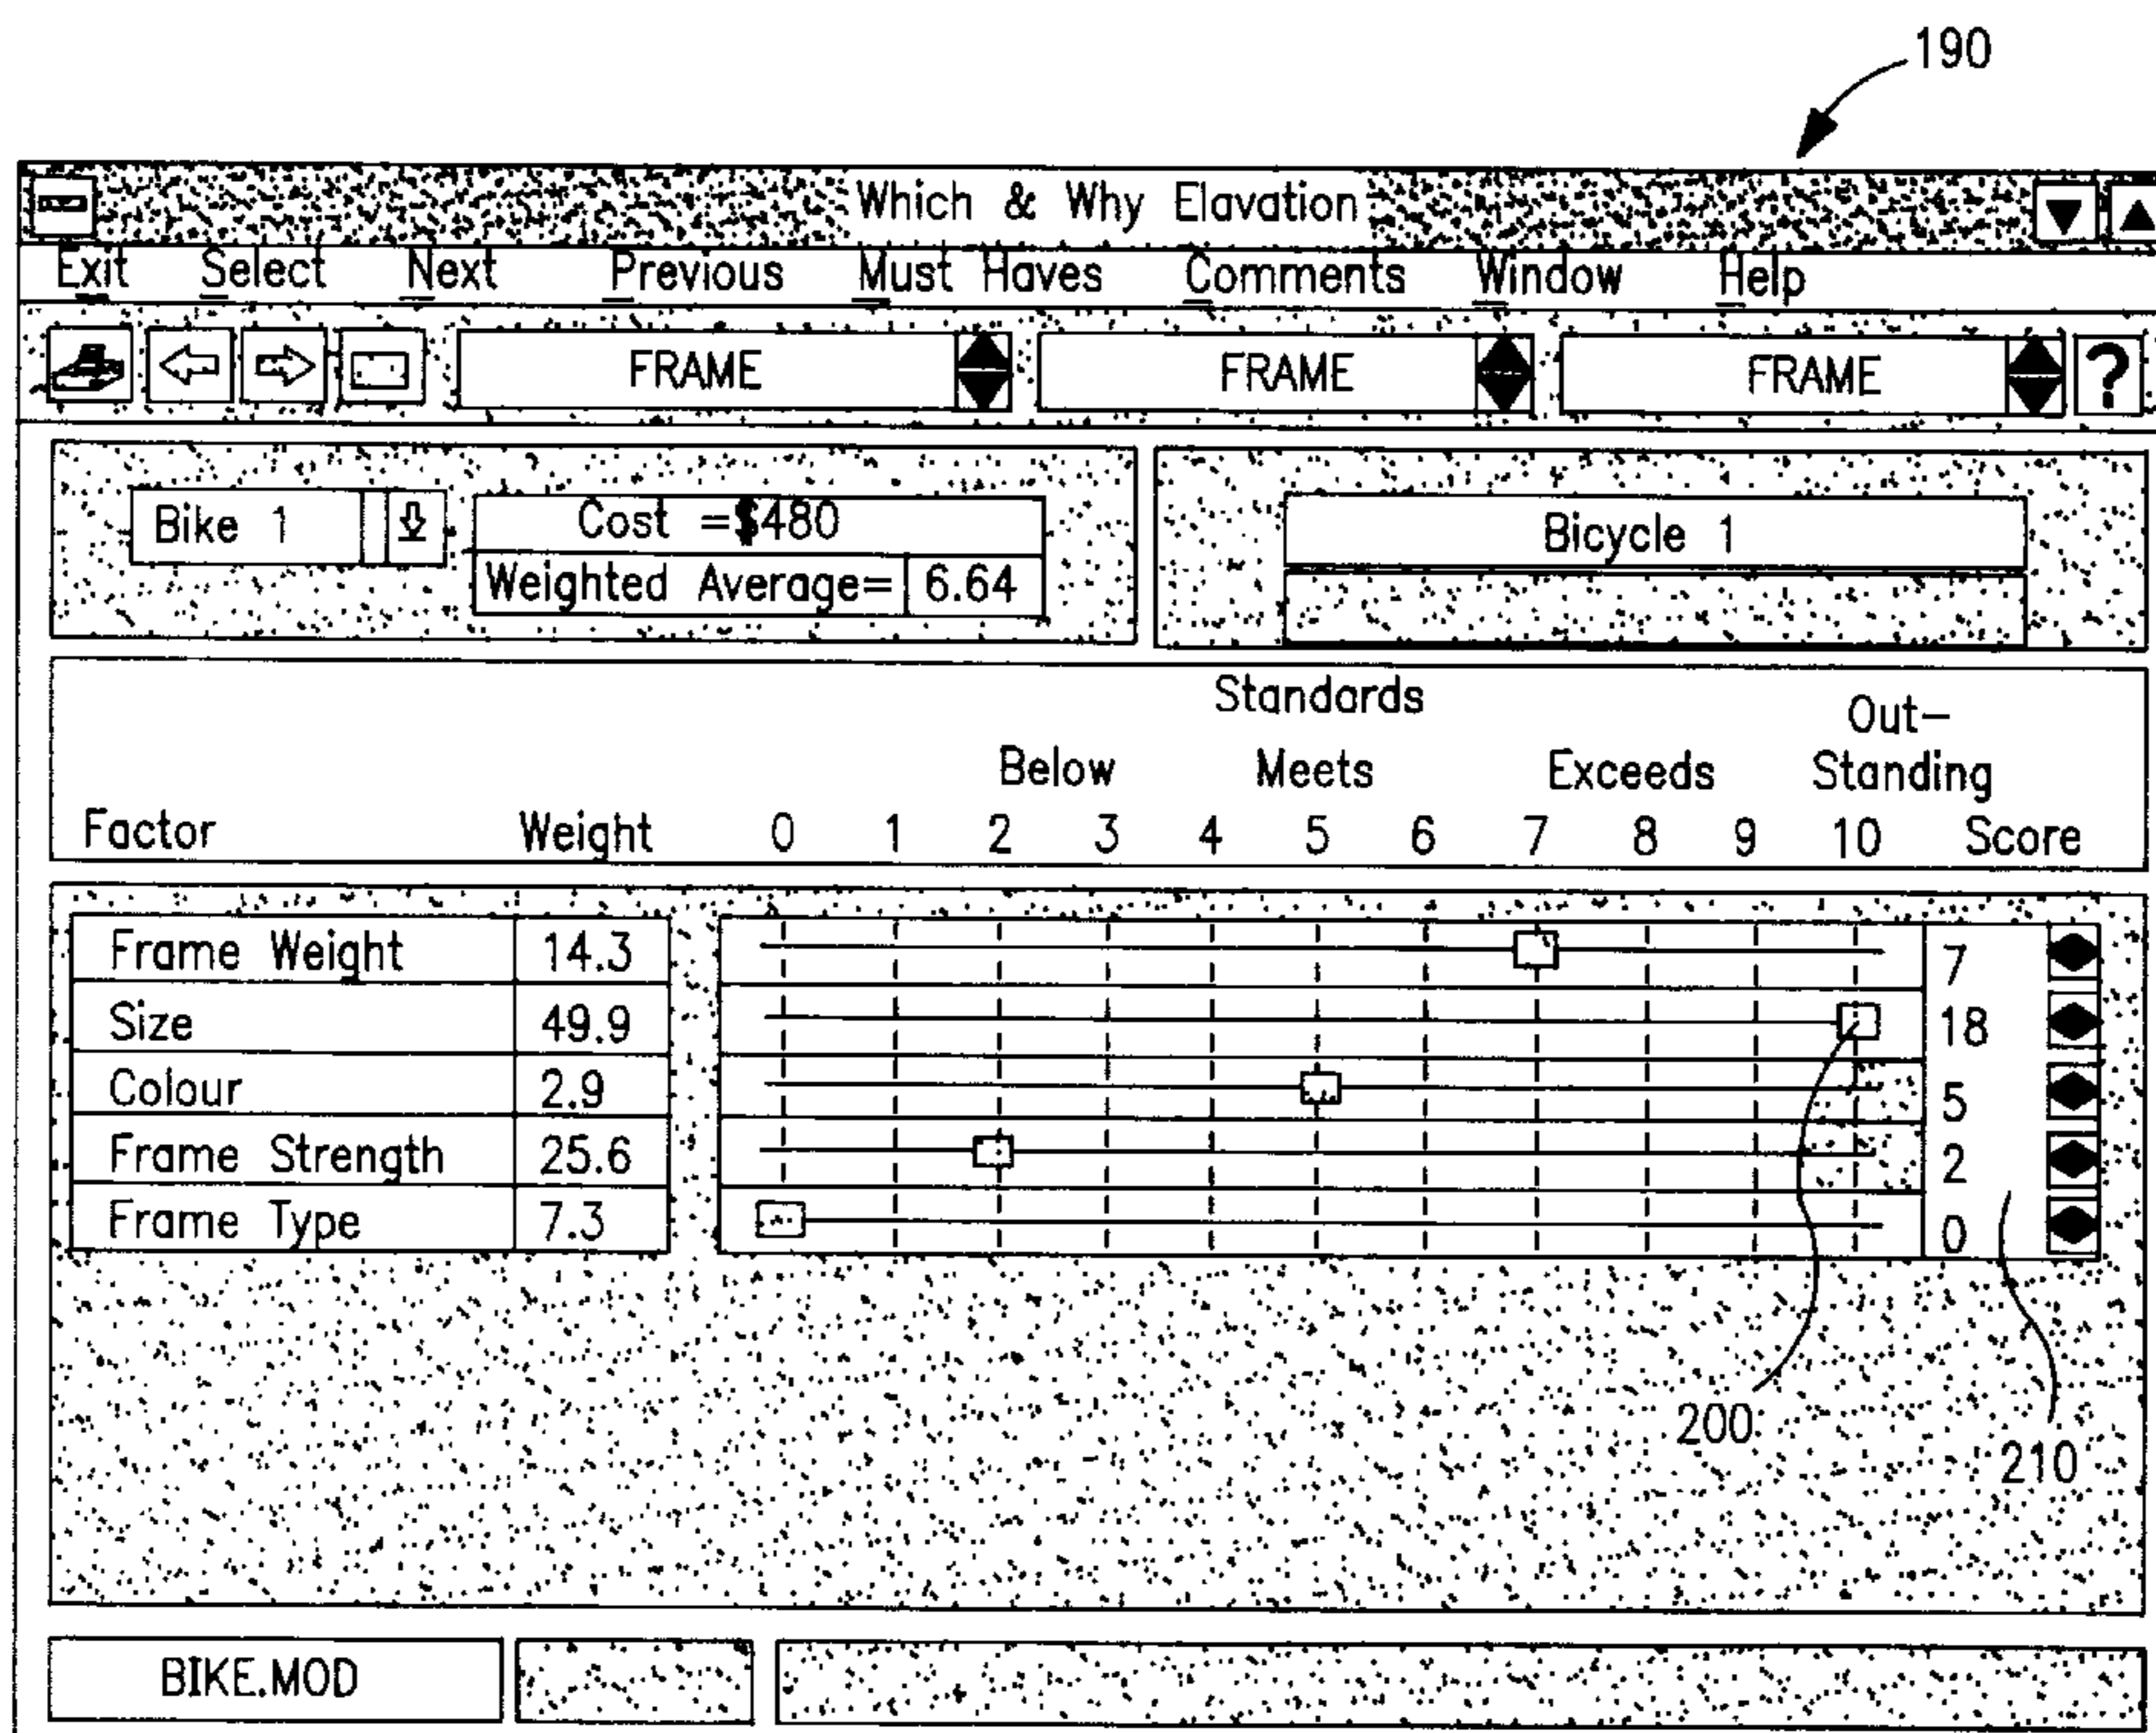 190
Which & Why Elavation
Exit Select Next Previous Must Haves Comments Window Help
FRAME FRAME FRAME ?
Bike 1 Cost =$480 Bicycle 1
Weighted Average= 6.64
Standards
Out-
Below Meets Exceeds Standing
Factor Weight 0 1 2 3 4 5 6 7 8 9 10 Score
Frame Weight 14.3 7
Size 49.9 18
Colour 2.9 5
Frame Strength 25.6 2
Frame Type 7.3 0
200
210
BIKE.MOD